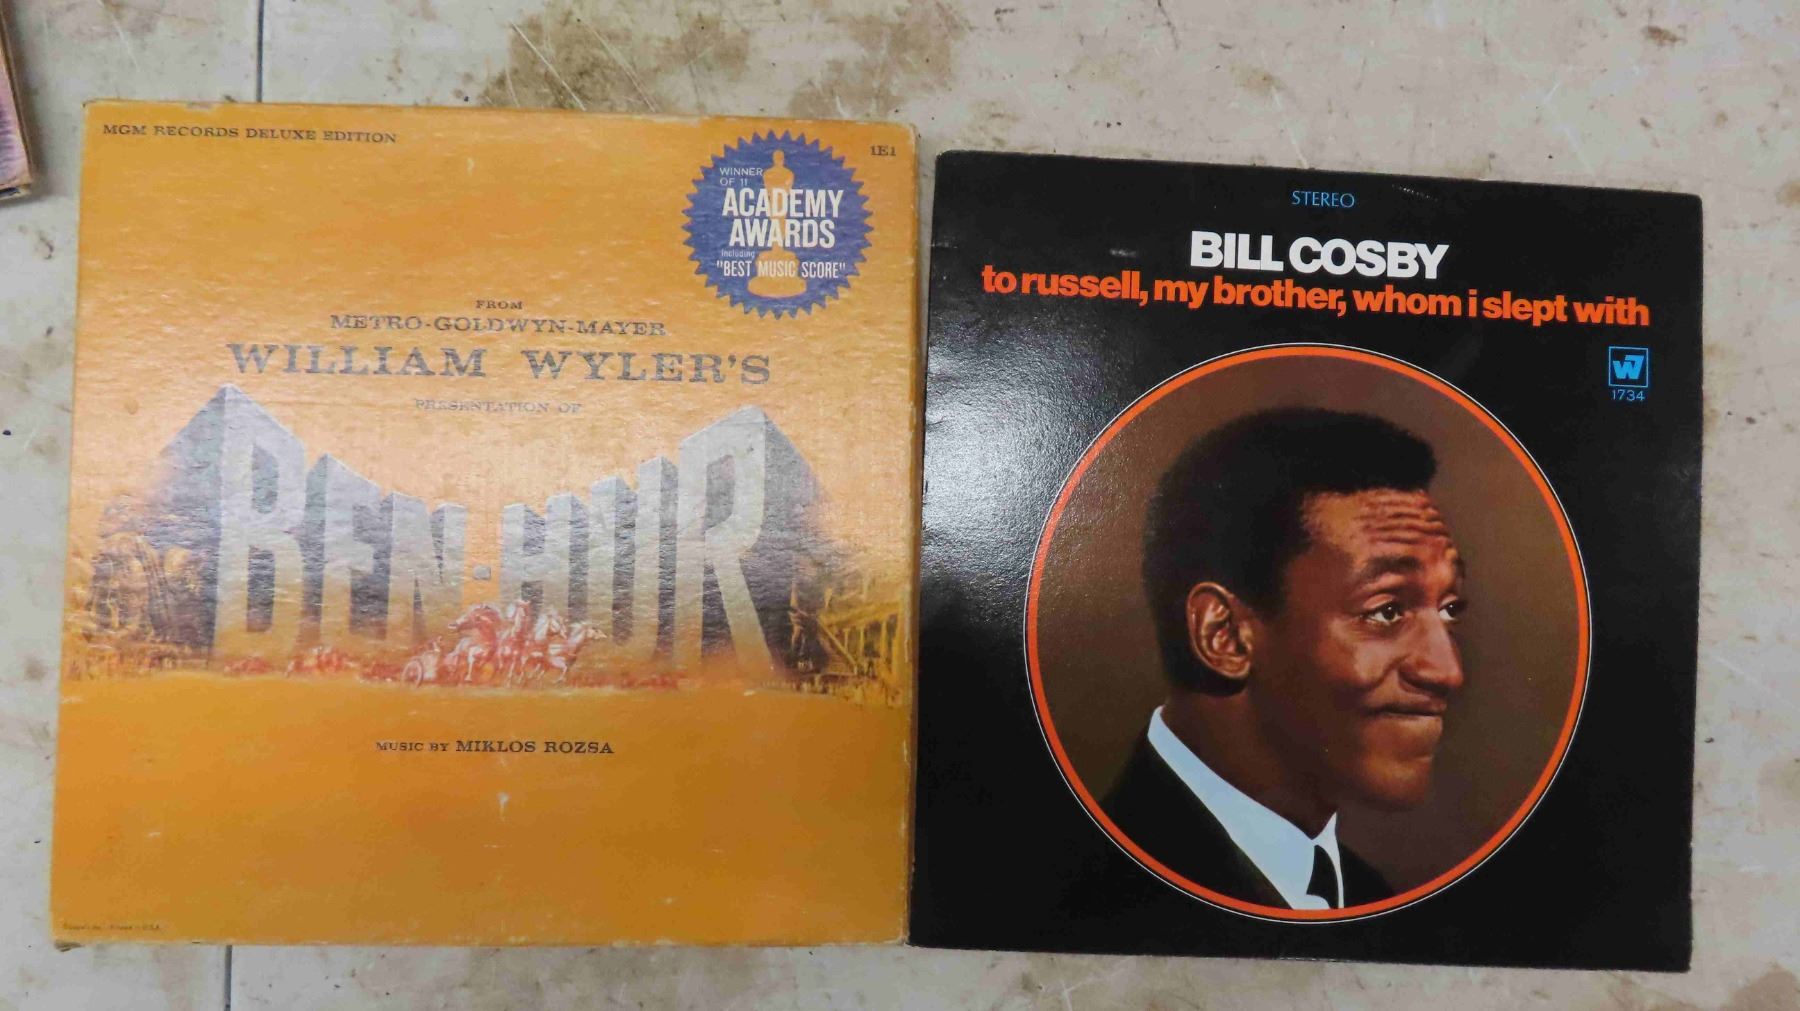 MGM RECORDS DELUXE EDITION
1E1
WINNER
OF 11
ACADEMY
AWARDS
including
"BEST MUSIC SCORE"
FROM
METRO-GOLDWYN-MAYER
WILLIAM WYLER'S
PRESENTATION OF
BEN-HUR
MUSIC BY MIKLOS ROZSA
STEREO
BILL COSBY
to russell, my brother, whom i slept with
W7
1734